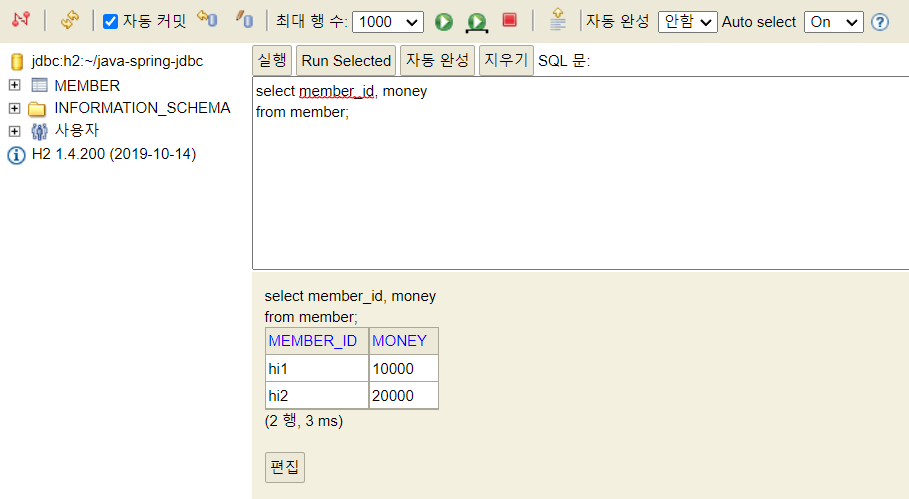 자동 커밋 최대 행 수: 1000 자동 완성 안함 Auto select On
jdbc:h2:~/java-spring-jdbc
MEMBER
INFORMATION_SCHEMA
사용자
H2 1.4.200 (2019-10-14)
실행 Run Selected 자동 완성 지우기 SQL 문:
select member_id, money
from member;
select member_id, money
from member;
MEMBER_ID MONEY
hi1 10000
hi2 20000
(2 행, 3 ms)
편집